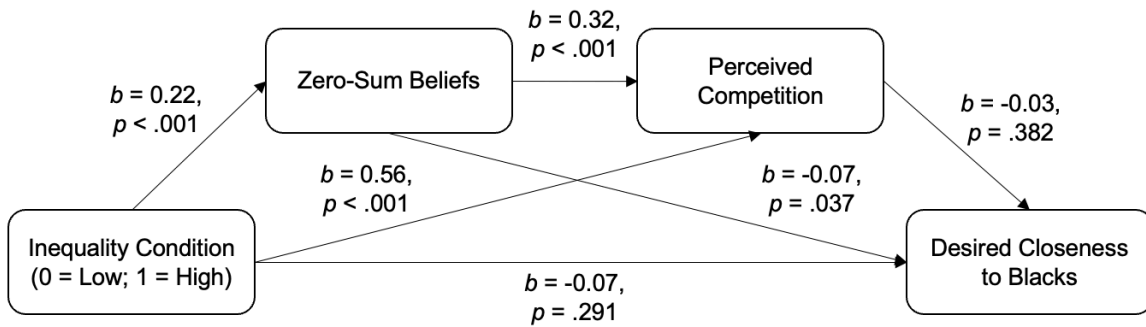 b = 0.32,
p < .001
Zero-Sum Beliefs
Perceived
Competition
b = 0.22,
p < .001
b = -0.03,
p = .382
b = 0.56,
p < .001
b = -0.07,
p = .037
Inequality Condition
(0 = Low; 1 = High)
Desired Closeness
to Blacks
b = -0.07,
p = .291